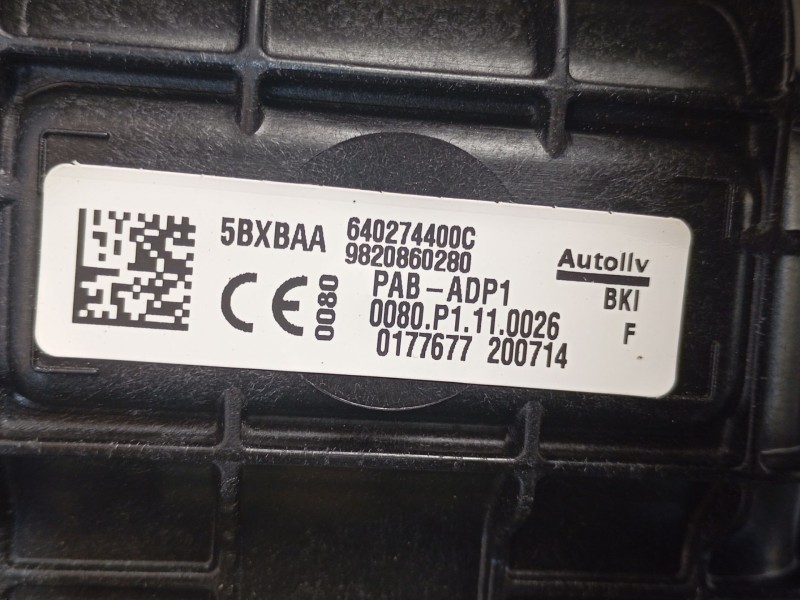 5BXBAA 640274400C
9820860280
Autoliv
CE 0080 PAB-ADP1
BKI
0080.P1.11.0026
F
0177677 200714